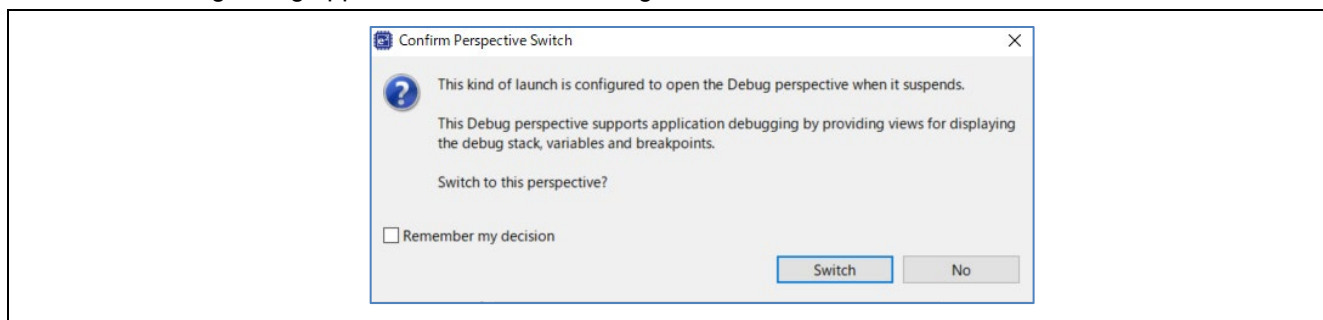 Confirm Perspective Switch
This kind of launch is configured to open the Debug perspective when it suspends.
This Debug perspective supports application debugging by providing views for displaying
the debug stack, variables and breakpoints.
Switch to this perspective?
Remember my decision
Switch
No